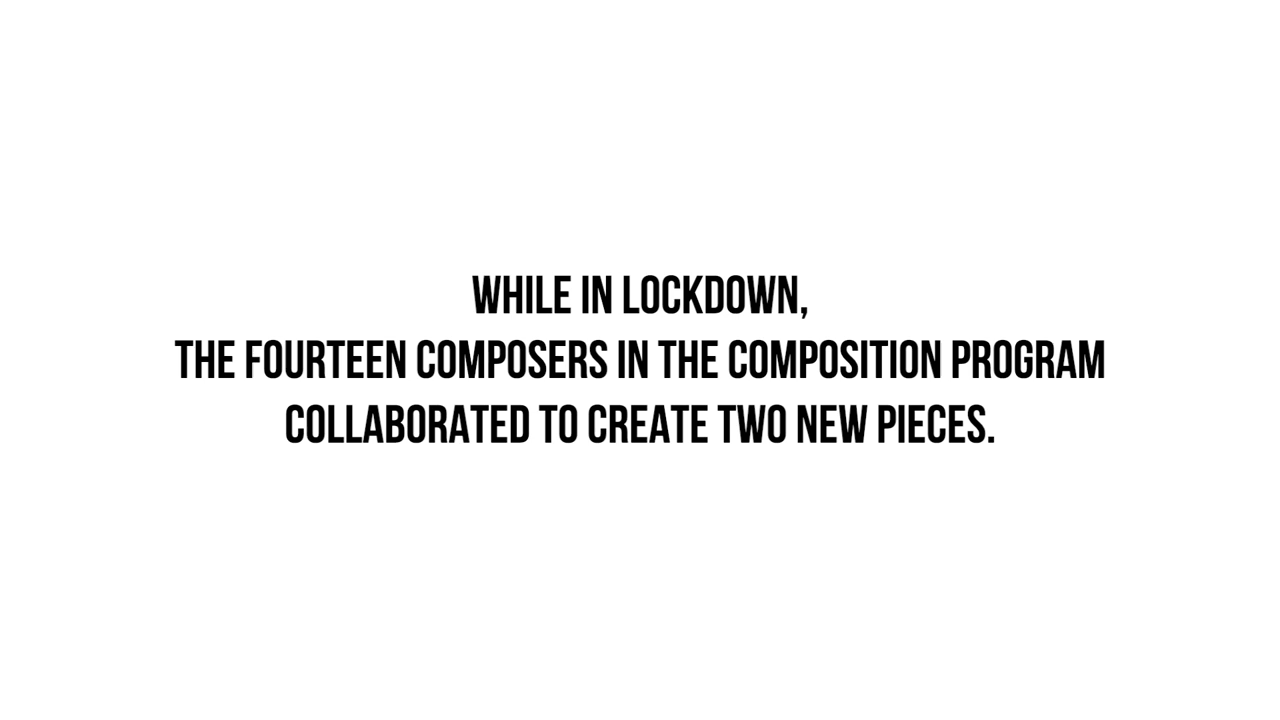 WHILE IN LOCKDOWN,
THE FOURTEEN COMPOSERS IN THE COMPOSITION PROGRAM
COLLABORATED TO CREATE TWO NEW PIECES.